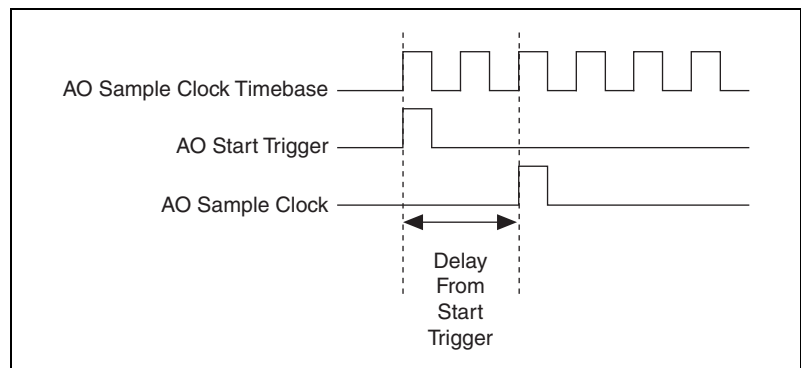 AO Sample Clock Timebase
AO Start Trigger
AO Sample Clock
Delay
From
Start
Trigger